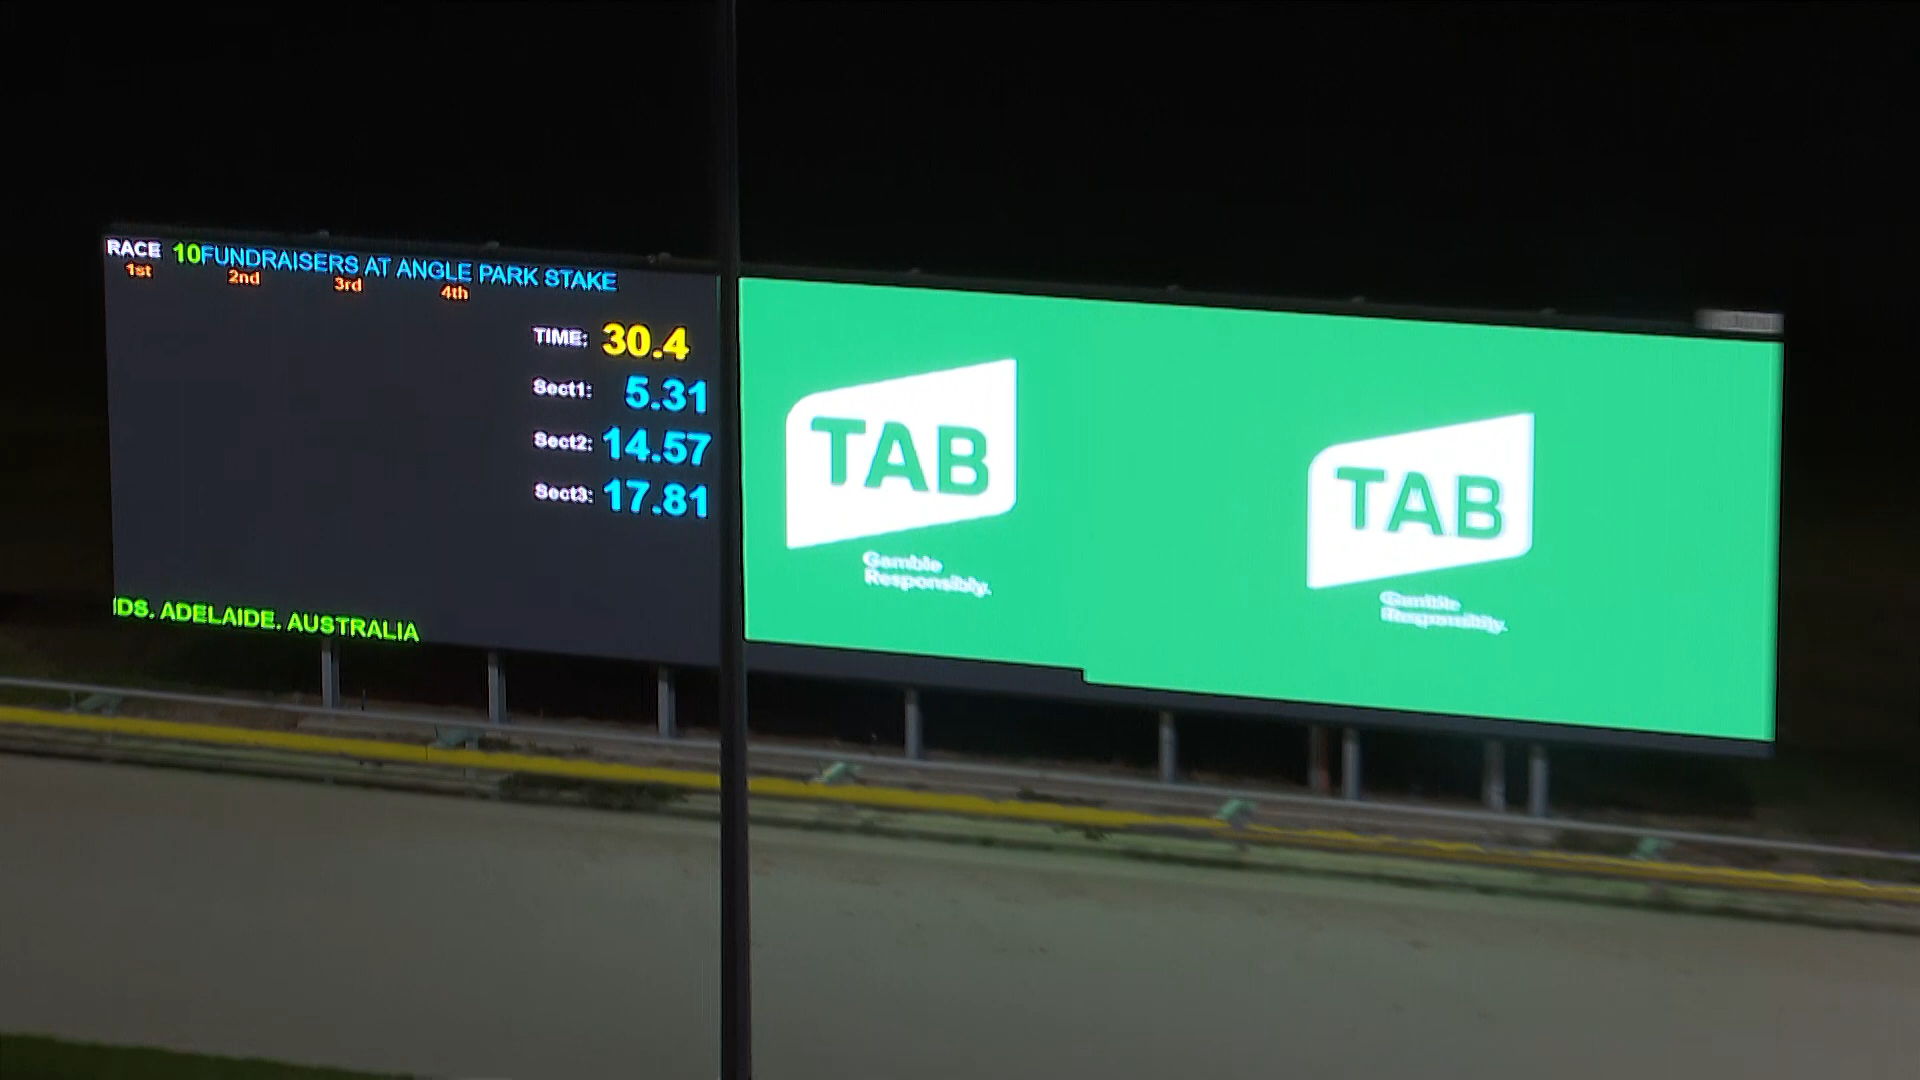 RACE 10FUNDRAISERS AT ANGLE PARK STAKE
1st 2nd 3rd 4th
TIME: 30.4
Sect1: 5.31
Sect2: 14.57
Sect3: 17.81
IDS. ADELAIDE. AUSTRALIA
TAB
Gamble
Responsibly.
TAB
Gamble
Responsibly.